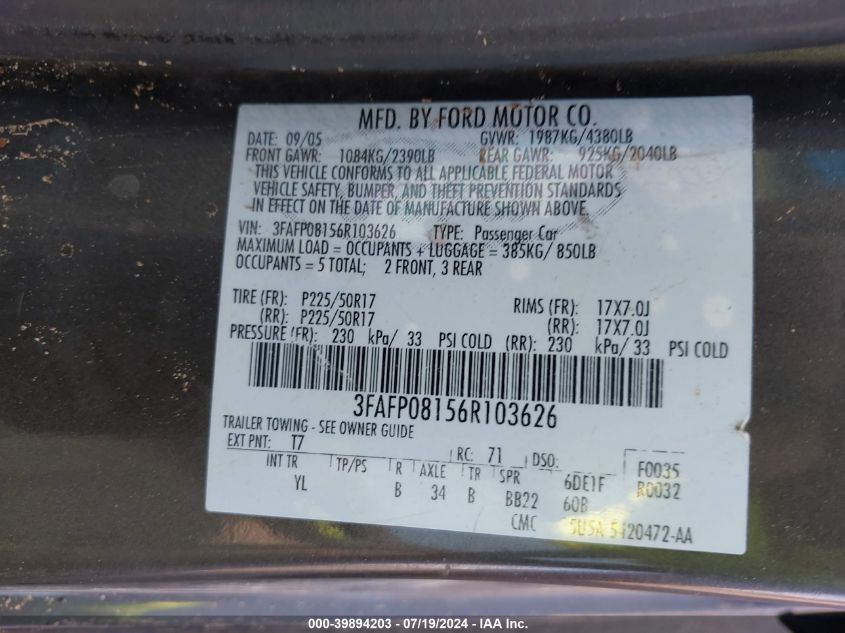 MFD. BY FORD MOTOR CO.
DATE: 09/05 GVWR: 1987KG/4380LB
FRONT GAWR: 1084KG/2390LB REAR GAWR: 925KG/2040LB
THIS VEHICLE CONFORMS TO ALL APPLICABLE FEDERAL MOTOR
VEHICLE SAFETY, BUMPER, AND THEFT PREVENTION STANDARDS
IN EFFECT ON THE DATE OF MANUFACTURE SHOWN ABOVE.
VIN: 3FAFP08156R103626 TYPE: Passenger Car
MAXIMUM LOAD = OCCUPANTS + LUGGAGE = 385KG/ 850LB
OCCUPANTS = 5 TOTAL; 2 FRONT, 3 REAR
TIRE (FR): P225/50R17 RIMS (FR): 17X7.0J
(RR): P225/50R17 (RR): 17X7.0J
PRESSURE (FR): 230 kPa/ 33 PSI COLD (RR): 230 kPa/ 33 PSI COLD
3FAFP08156R103626
TRAILER TOWING - SEE OWNER GUIDE
EXT PNT: T7 RC: 71 DSO: F0035
INT TR TP/PS R AXLE TR SPR 6DE1F R0032
YL B 34 B BB22 60B
CMC 5USA 5420472-AA
000-39894203 - 07/19/2024 - IAA Inc.